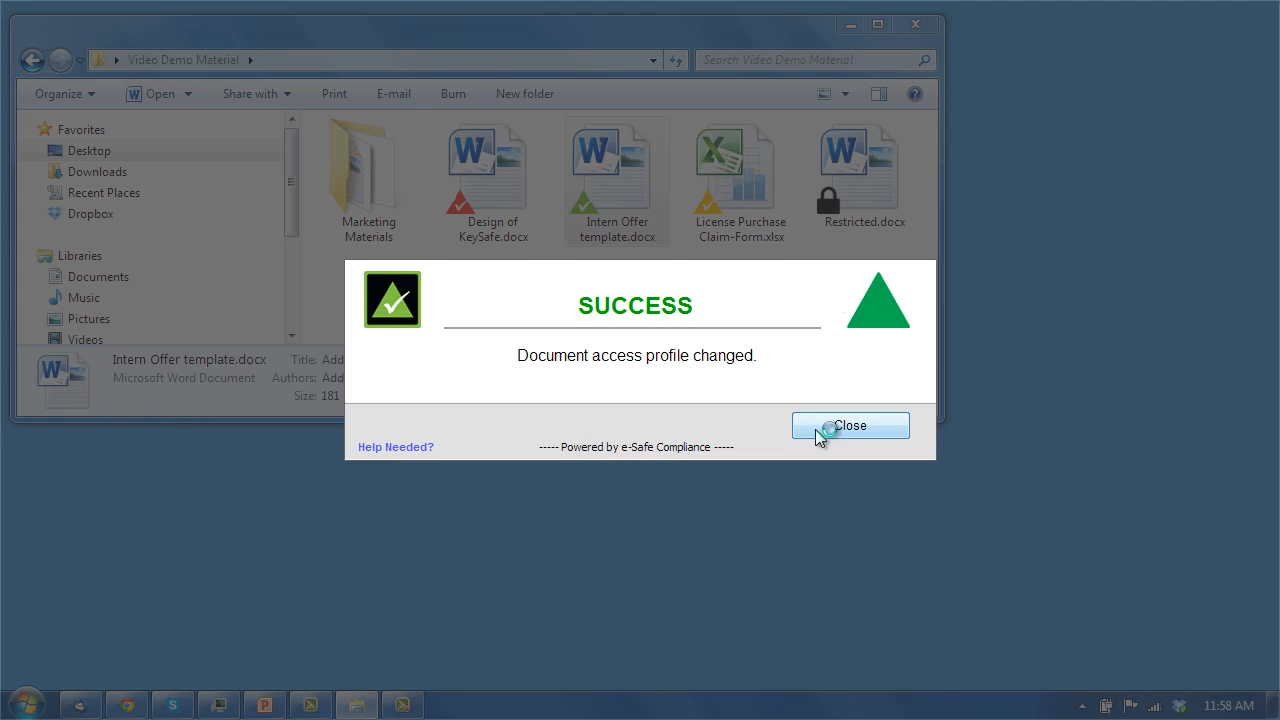 Video Demo Material
Search Video Demo Material
Organize Open Share with Print E-mail Burn New folder
Favorites
Desktop
Downloads
Recent Places
Dropbox
Libraries
Documents
Music
Pictures
Videos
Marketing
Materials
Design of
KeySafe.docx
Intern Offer
template.docx
License Purchase
Claim-Form.xlsx
Restricted.docx
Intern Offer template.docx Title: Add
Microsoft Word Document Authors: Add
Size: 181
SUCCESS
Document access profile changed.
Close
Help Needed? ----- Powered by e-Safe Compliance -----
11:58 AM